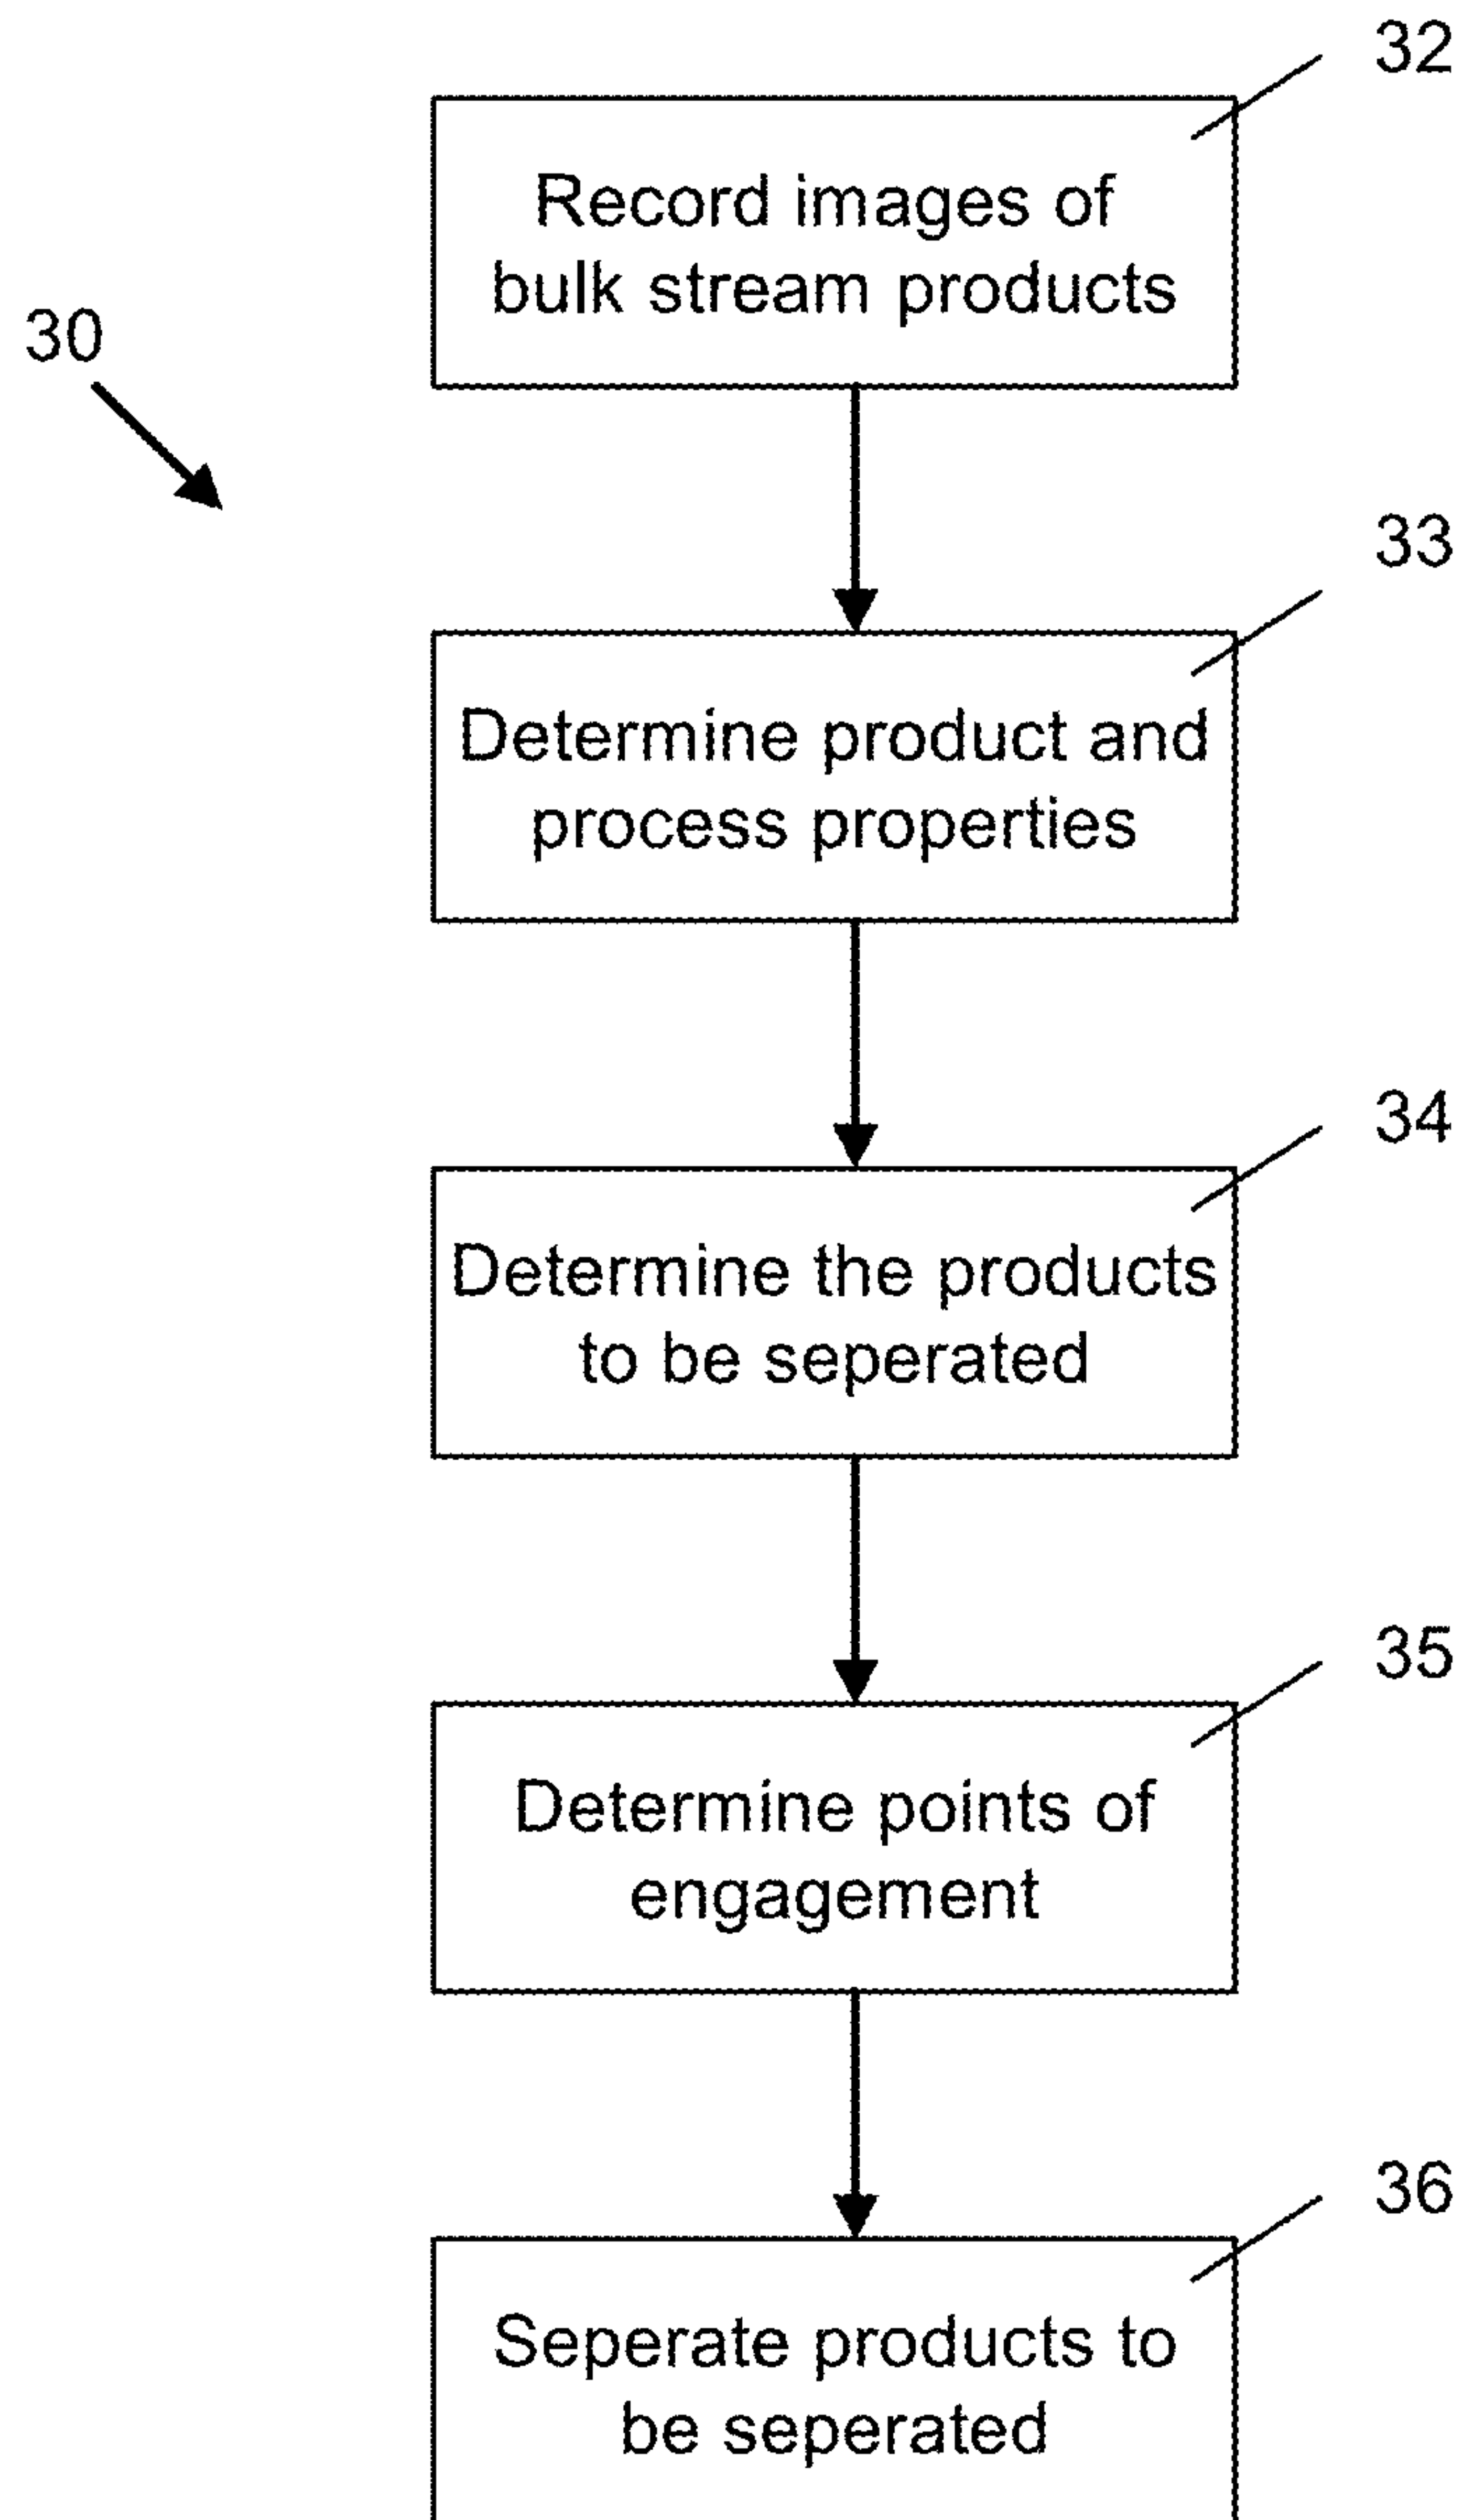 32
Record images of
bulk stream products
30
33
Determine product and
process properties
34
Determine the products
to be seperated
35
Determine points of
engagement
36
Seperate products to
be seperated